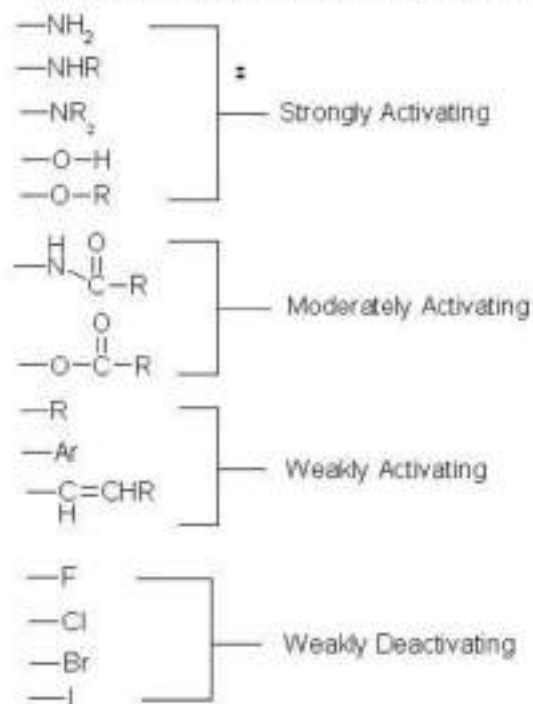 —NH₂
—NHR
—NR₂
Strongly Activating
—O—H
—O—R
H O
—N C—R
Moderately Activating
O
—O—C—R
—R
—Ar
Weakly Activating
—C=CHR
H
—F
—Cl
Weakly Deactivating
—Br
—I